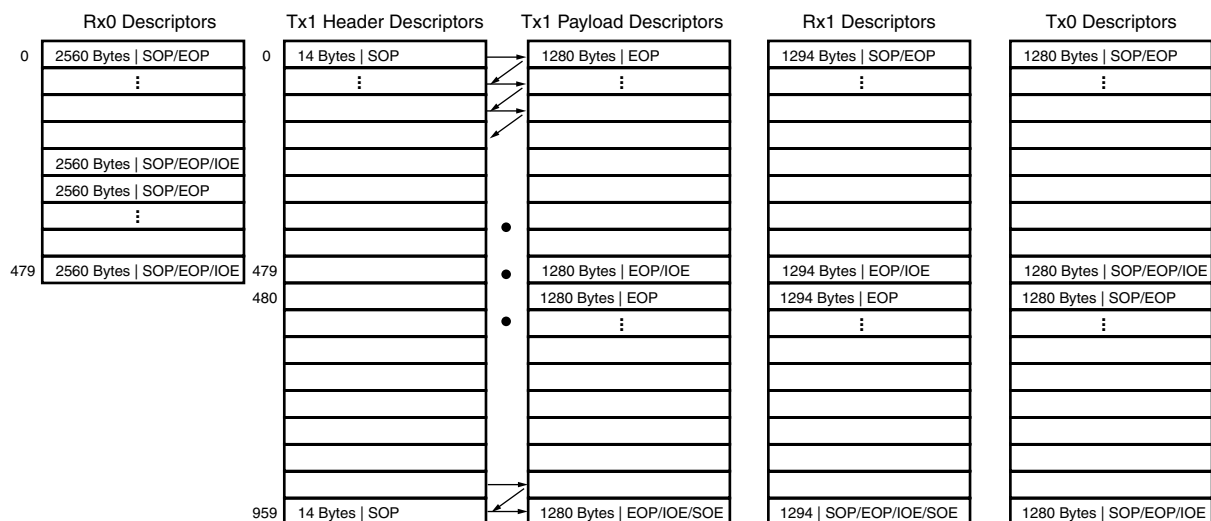 Rx0 Descriptors Tx1 Header Descriptors Tx1 Payload Descriptors Rx1 Descriptors Tx0 Descriptors
0 2560 Bytes | SOP/EOP 0 14 Bytes | SOP 1280 Bytes | EOP 1294 Bytes | SOP/EOP 1280 Bytes | SOP/EOP
2560 Bytes | SOP/EOP/IOE
2560 Bytes | SOP/EOP
479 2560 Bytes | SOP/EOP/IOE 479 1280 Bytes | EOP/IOE 1294 Bytes | EOP/IOE 1280 Bytes | SOP/EOP/IOE
480 1280 Bytes | EOP 1294 Bytes | EOP 1280 Bytes | SOP/EOP
959 14 Bytes | SOP 1280 Bytes | EOP/IOE/SOE 1294 | SOP/EOP/IOE/SOE 1280 Bytes | SOP/EOP/IOE